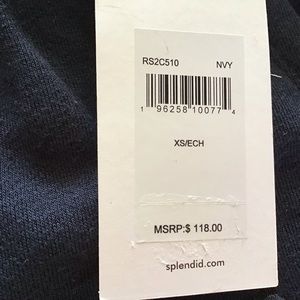 RS2C510 NVY
1 96258 10077 4
XS/ECH
MSRP:$ 118.00
splendid.com